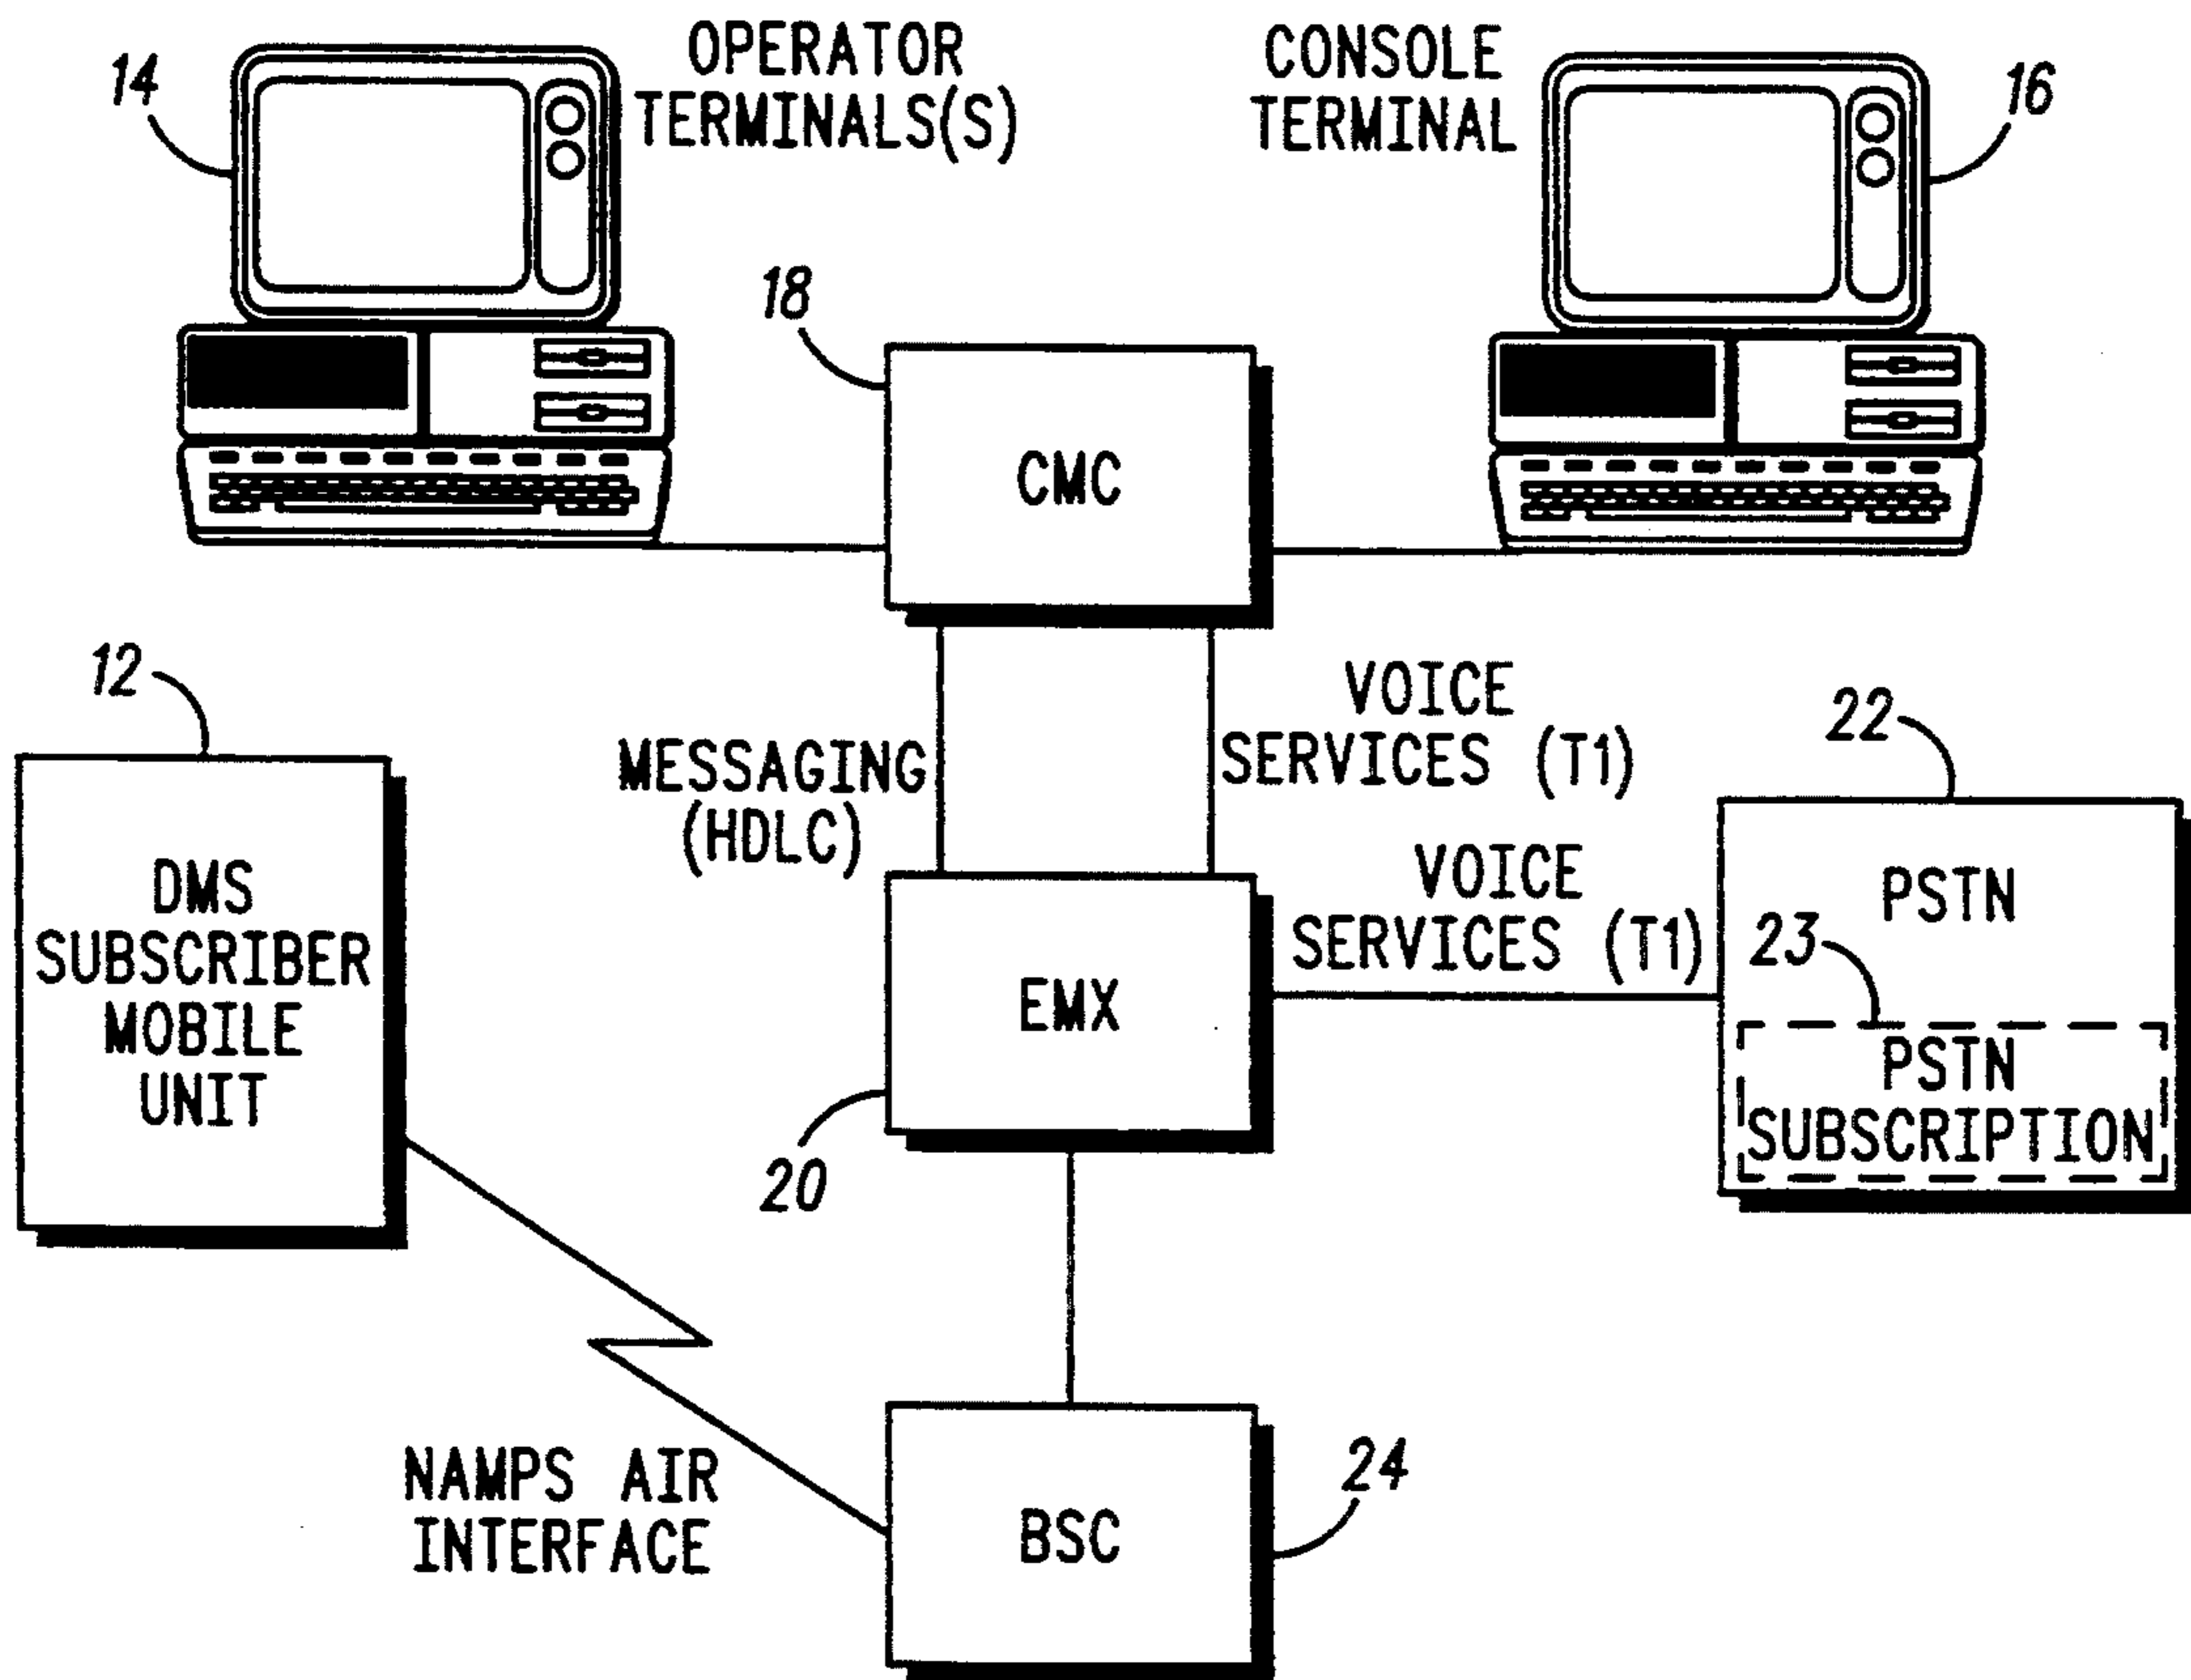 14
OPERATOR
TERMINALS(S)
CONSOLE
TERMINAL
16
18
CMC
12
MESSAGING
(HDLC)
VOICE
SERVICES (T1)
22
DMS
SUBSCRIBER
MOBILE
UNIT
EMX
VOICE
SERVICES (T1)
PSTN
23
PSTN
SUBSCRIPTION
20
NAMPS AIR
INTERFACE
BSC
24